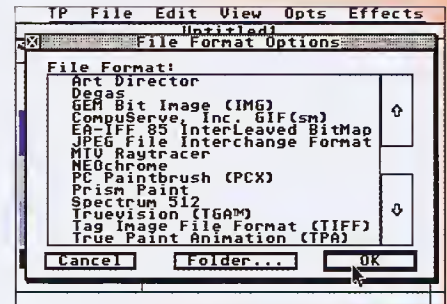 TP File Edit View Opts Effects
Untitled1
File Format Options
File Format:
Art Director
Degas
GEM Bit Image (IMG)
CompuServe, Inc. GIF(sm)
EA-IFF 85 InterLeaved BitMap
JPEG File Interchange Format
MTV Raytracer
NEOchrome
PC Paintbrush (PCX)
Prism Paint
Spectrum 512
Truevision (TGA™)
Tag Image File Format (TIFF)
True Paint Animation (TPA)
Cancel Folder... OK